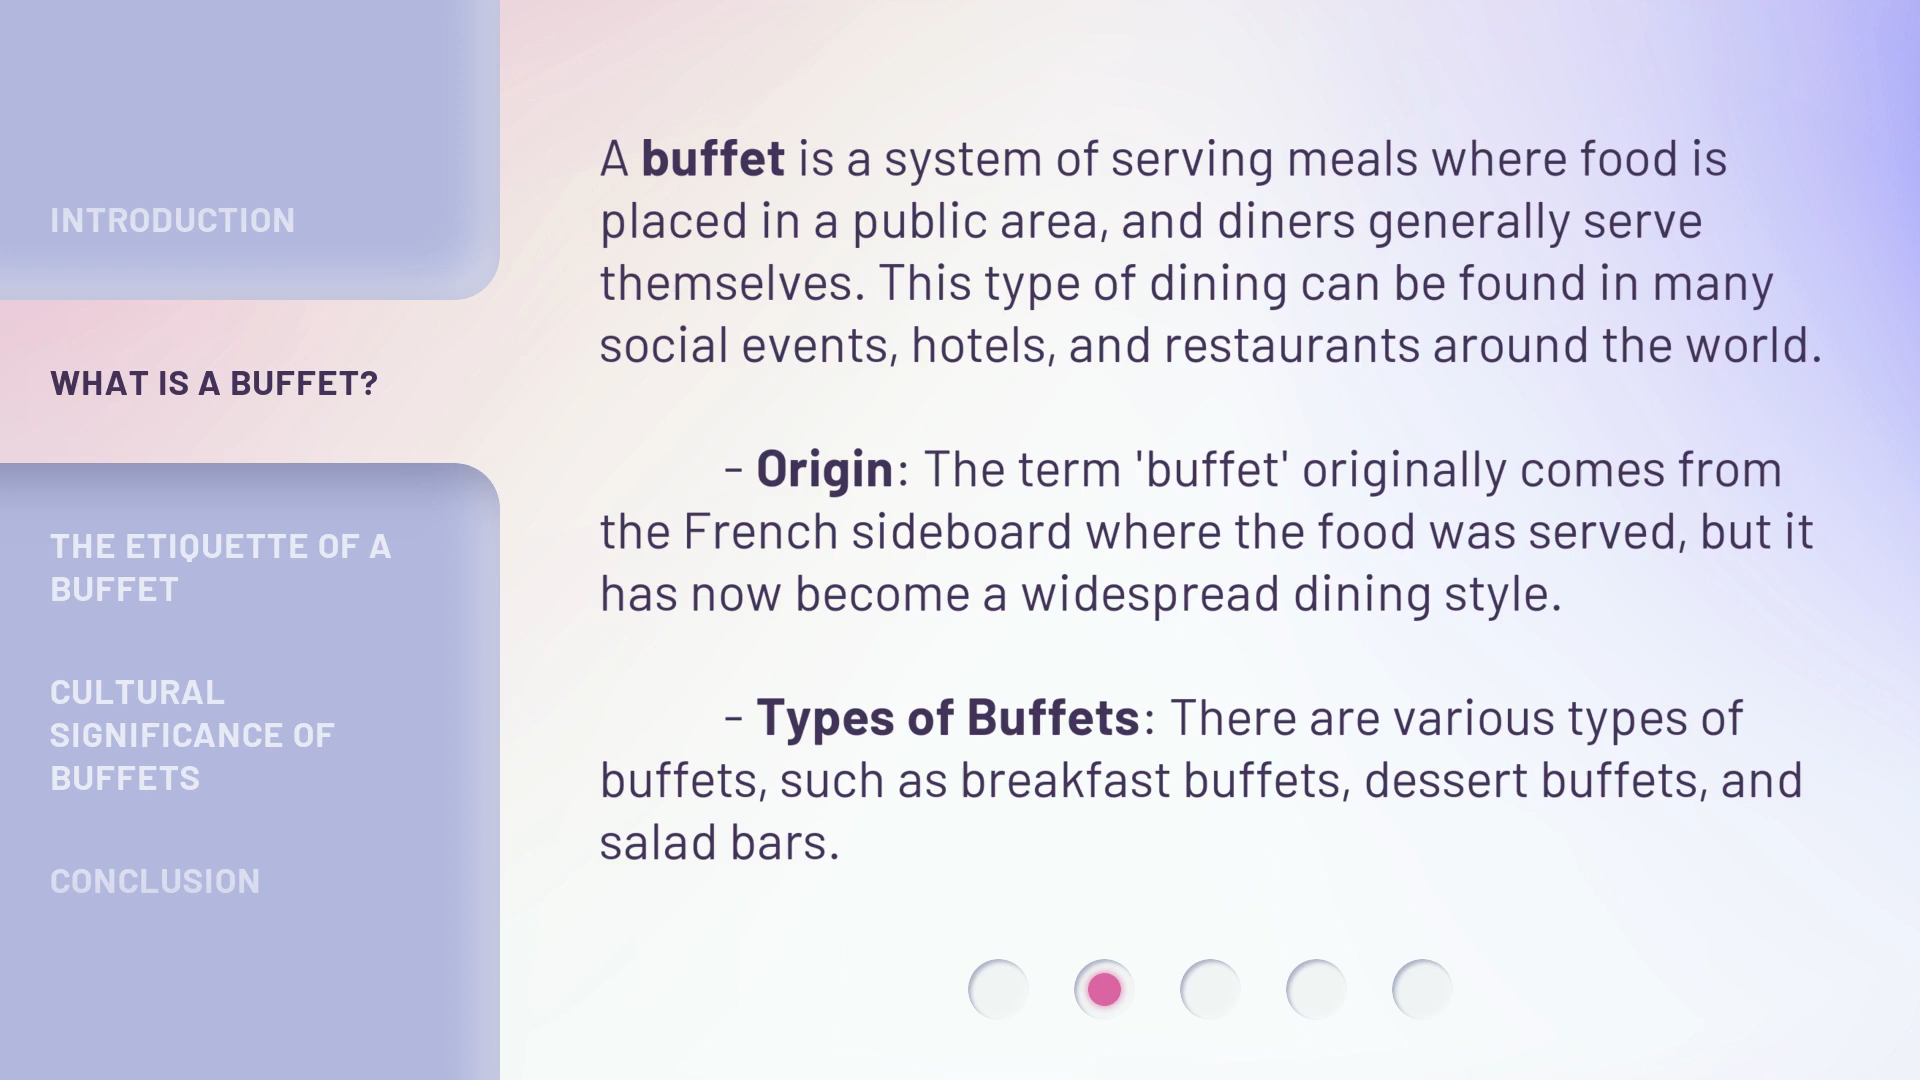 INTRODUCTION
WHAT IS A BUFFET?
THE ETIQUETTE OF A
BUFFET
CULTURAL
SIGNIFICANCE OF
BUFFETS
CONCLUSION
A buffet is a system of serving meals where food is
placed in a public area, and diners generally serve
themselves. This type of dining can be found in many
social events, hotels, and restaurants around the world.
- Origin: The term 'buffet' originally comes from
the French sideboard where the food was served, but it
has now become a widespread dining style.
- Types of Buffets: There are various types of
buffets, such as breakfast buffets, dessert buffets, and
salad bars.